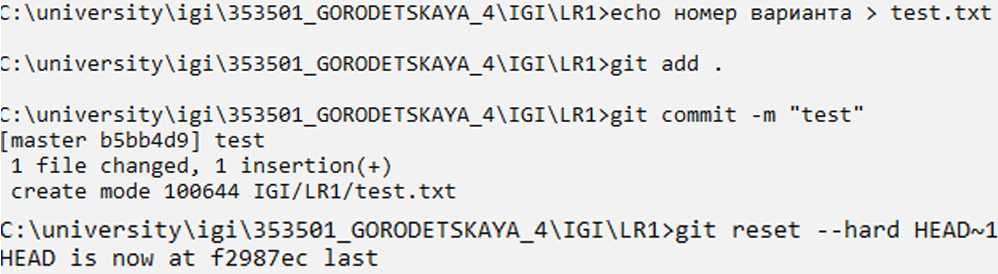 C:\university\igi\353501_GORODETSKAYA_4\IGI\LR1>echo номер варианта > test.txt
C:\university\igi\353501_GORODETSKAYA_4\IGI\LR1>git add .
C:\university\igi\353501_GORODETSKAYA_4\IGI\LR1>git commit -m "test"
[master b5bb4d9] test
1 file changed, 1 insertion(+)
create mode 100644 IGI/LR1/test.txt
C:\university\igi\353501_GORODETSKAYA_4\IGI\LR1>git reset --hard HEAD~1
HEAD is now at f2987ec last